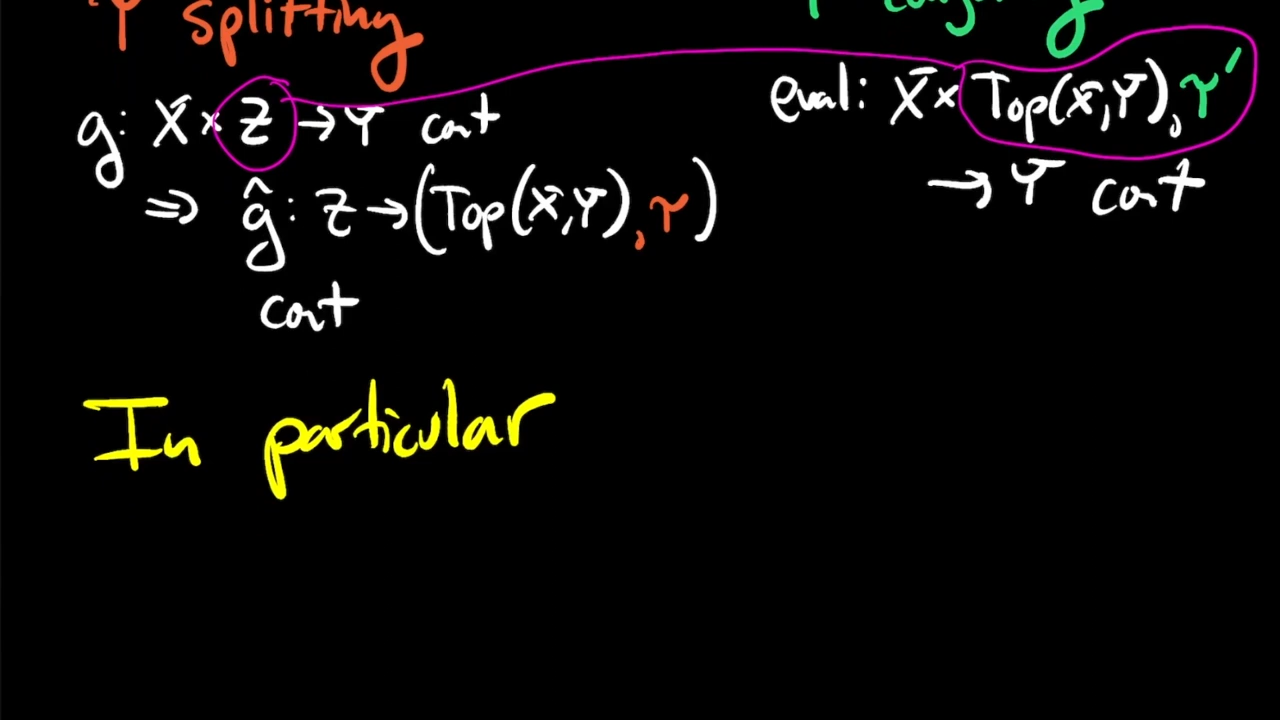 τ splitting
g: X × Z → Y cont
⇒ ĝ: Z → (Top(X,Y), τ)
cont
eval: X × Top(X,Y), τ'
→ Y cont
In particular